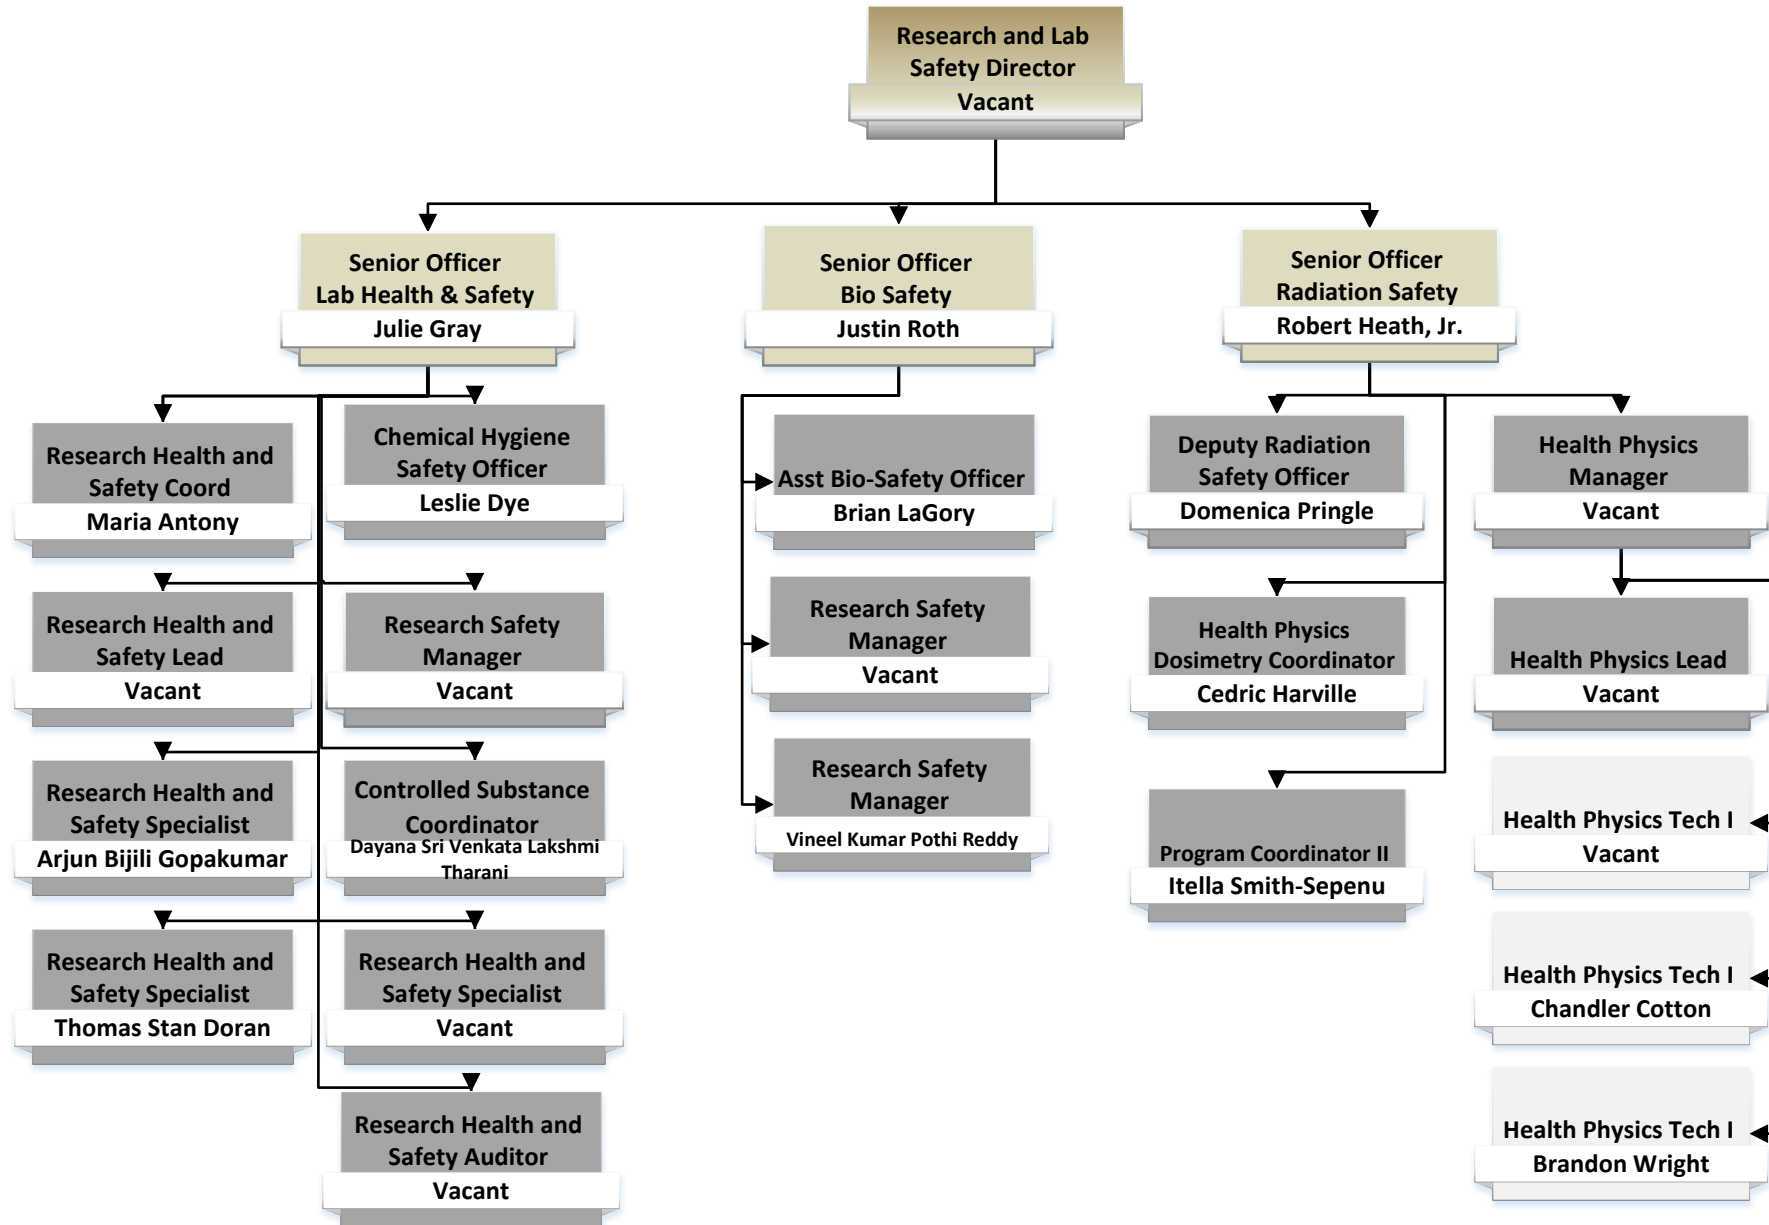 Research and Lab
Safety Director
Vacant
Senior Officer
Lab Health & Safety
Julie Gray
Senior Officer
Bio Safety
Justin Roth
Senior Officer
Radiation Safety
Robert Heath, Jr.
Research Health and
Safety Coord
Maria Antony
Chemical Hygiene
Safety Officer
Leslie Dye
Asst Bio-Safety Officer
Brian LaGory
Deputy Radiation
Safety Officer
Domenica Pringle
Health Physics
Manager
Vacant
Research Health and
Safety Lead
Vacant
Research Safety
Manager
Vacant
Research Safety
Manager
Vacant
Health Physics
Dosimetry Coordinator
Cedric Harville
Health Physics Lead
Vacant
Research Health and
Safety Specialist
Arjun Bijili Gopakumar
Controlled Substance
Coordinator
Dayana Sri Venkata Lakshmi
Tharani
Research Safety
Manager
Vineel Kumar Pothi Reddy
Program Coordinator II
Itella Smith-Sepenu
Health Physics Tech I
Vacant
Research Health and
Safety Specialist
Thomas Stan Doran
Research Health and
Safety Specialist
Vacant
Health Physics Tech I
Chandler Cotton
Research Health and
Safety Auditor
Vacant
Health Physics Tech I
Brandon Wright